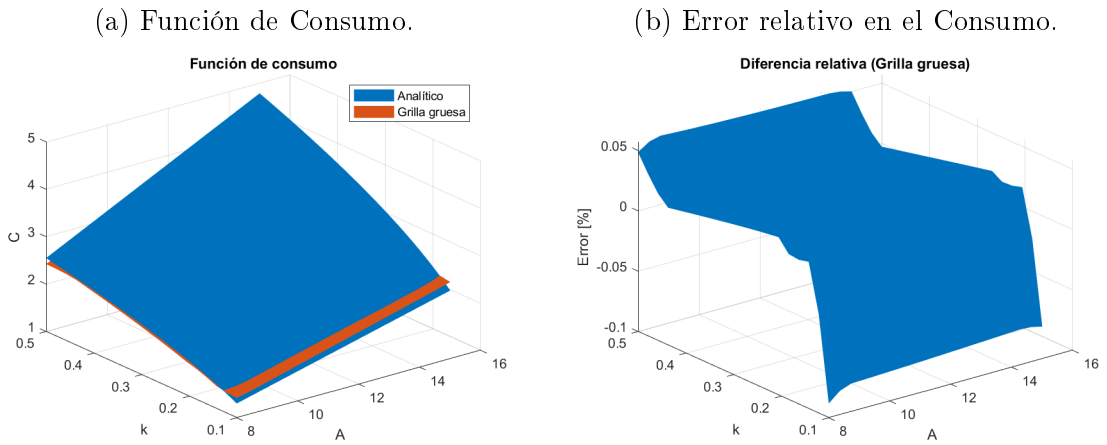 (a) Función de Consumo.
(b) Error relativo en el Consumo.
Función de consumo
Analítico
Grilla gruesa
5
4
3
2
1
C
0.5
0.4
0.3
0.2
0.1
k
8
10
12
14
16
A
Diferencia relativa (Grilla gruesa)
0.05
0
-0.05
-0.1
Error [%]
0.5
0.4
0.3
0.2
0.1
k
8
10
12
14
16
A